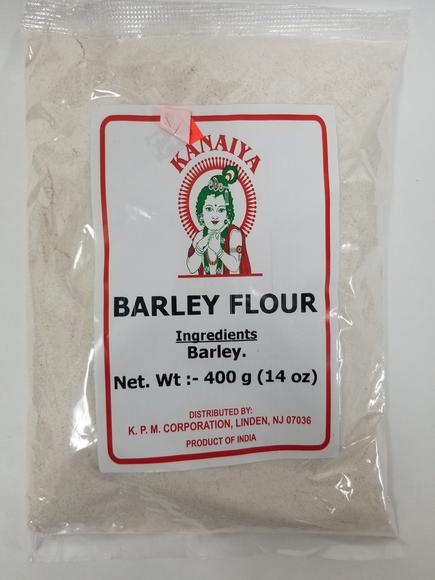 KANAIYA
BARLEY FLOUR
Ingredients
Barley.
Net. Wt :- 400 g (14 oz)
DISTRIBUTED BY:
K. P. M. CORPORATION, LINDEN, NJ 07036
PRODUCT OF INDIA